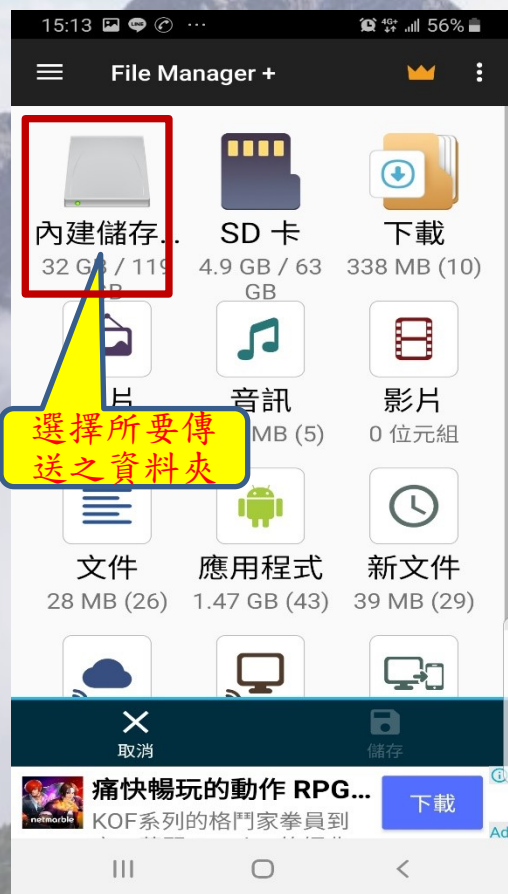 15:13 ... 4G+ 56%
File Manager +
內建儲存.. SD 卡 下載
32 GB / 119 4.9 GB / 63 338 MB (10)
GB GB
片 音訊 影片
MB (5) 0 位元組
選擇所要傳
送之資料夾
文件 應用程式 新文件
28 MB (26) 1.47 GB (43) 39 MB (29)
取消 儲存
痛快暢玩的動作 RPG...
KOF系列的格鬥家拳員到
netmarble
下載
Ad